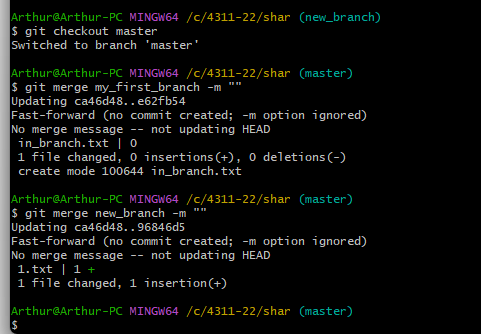 Arthur@Arthur-PC MINGW64 /c/4311-22/shar (new_branch)
$ git checkout master
Switched to branch 'master'
Arthur@Arthur-PC MINGW64 /c/4311-22/shar (master)
$ git merge my_first_branch -m ""
Updating ca46d48..e62fb54
Fast-forward (no commit created; -m option ignored)
No merge message -- not updating HEAD
 in_branch.txt | 0
 1 file changed, 0 insertions(+), 0 deletions(-)
 create mode 100644 in_branch.txt
Arthur@Arthur-PC MINGW64 /c/4311-22/shar (master)
$ git merge new_branch -m ""
Updating ca46d48..96846d5
Fast-forward (no commit created; -m option ignored)
No merge message -- not updating HEAD
 1.txt | 1 +
 1 file changed, 1 insertion(+)
Arthur@Arthur-PC MINGW64 /c/4311-22/shar (master)
$